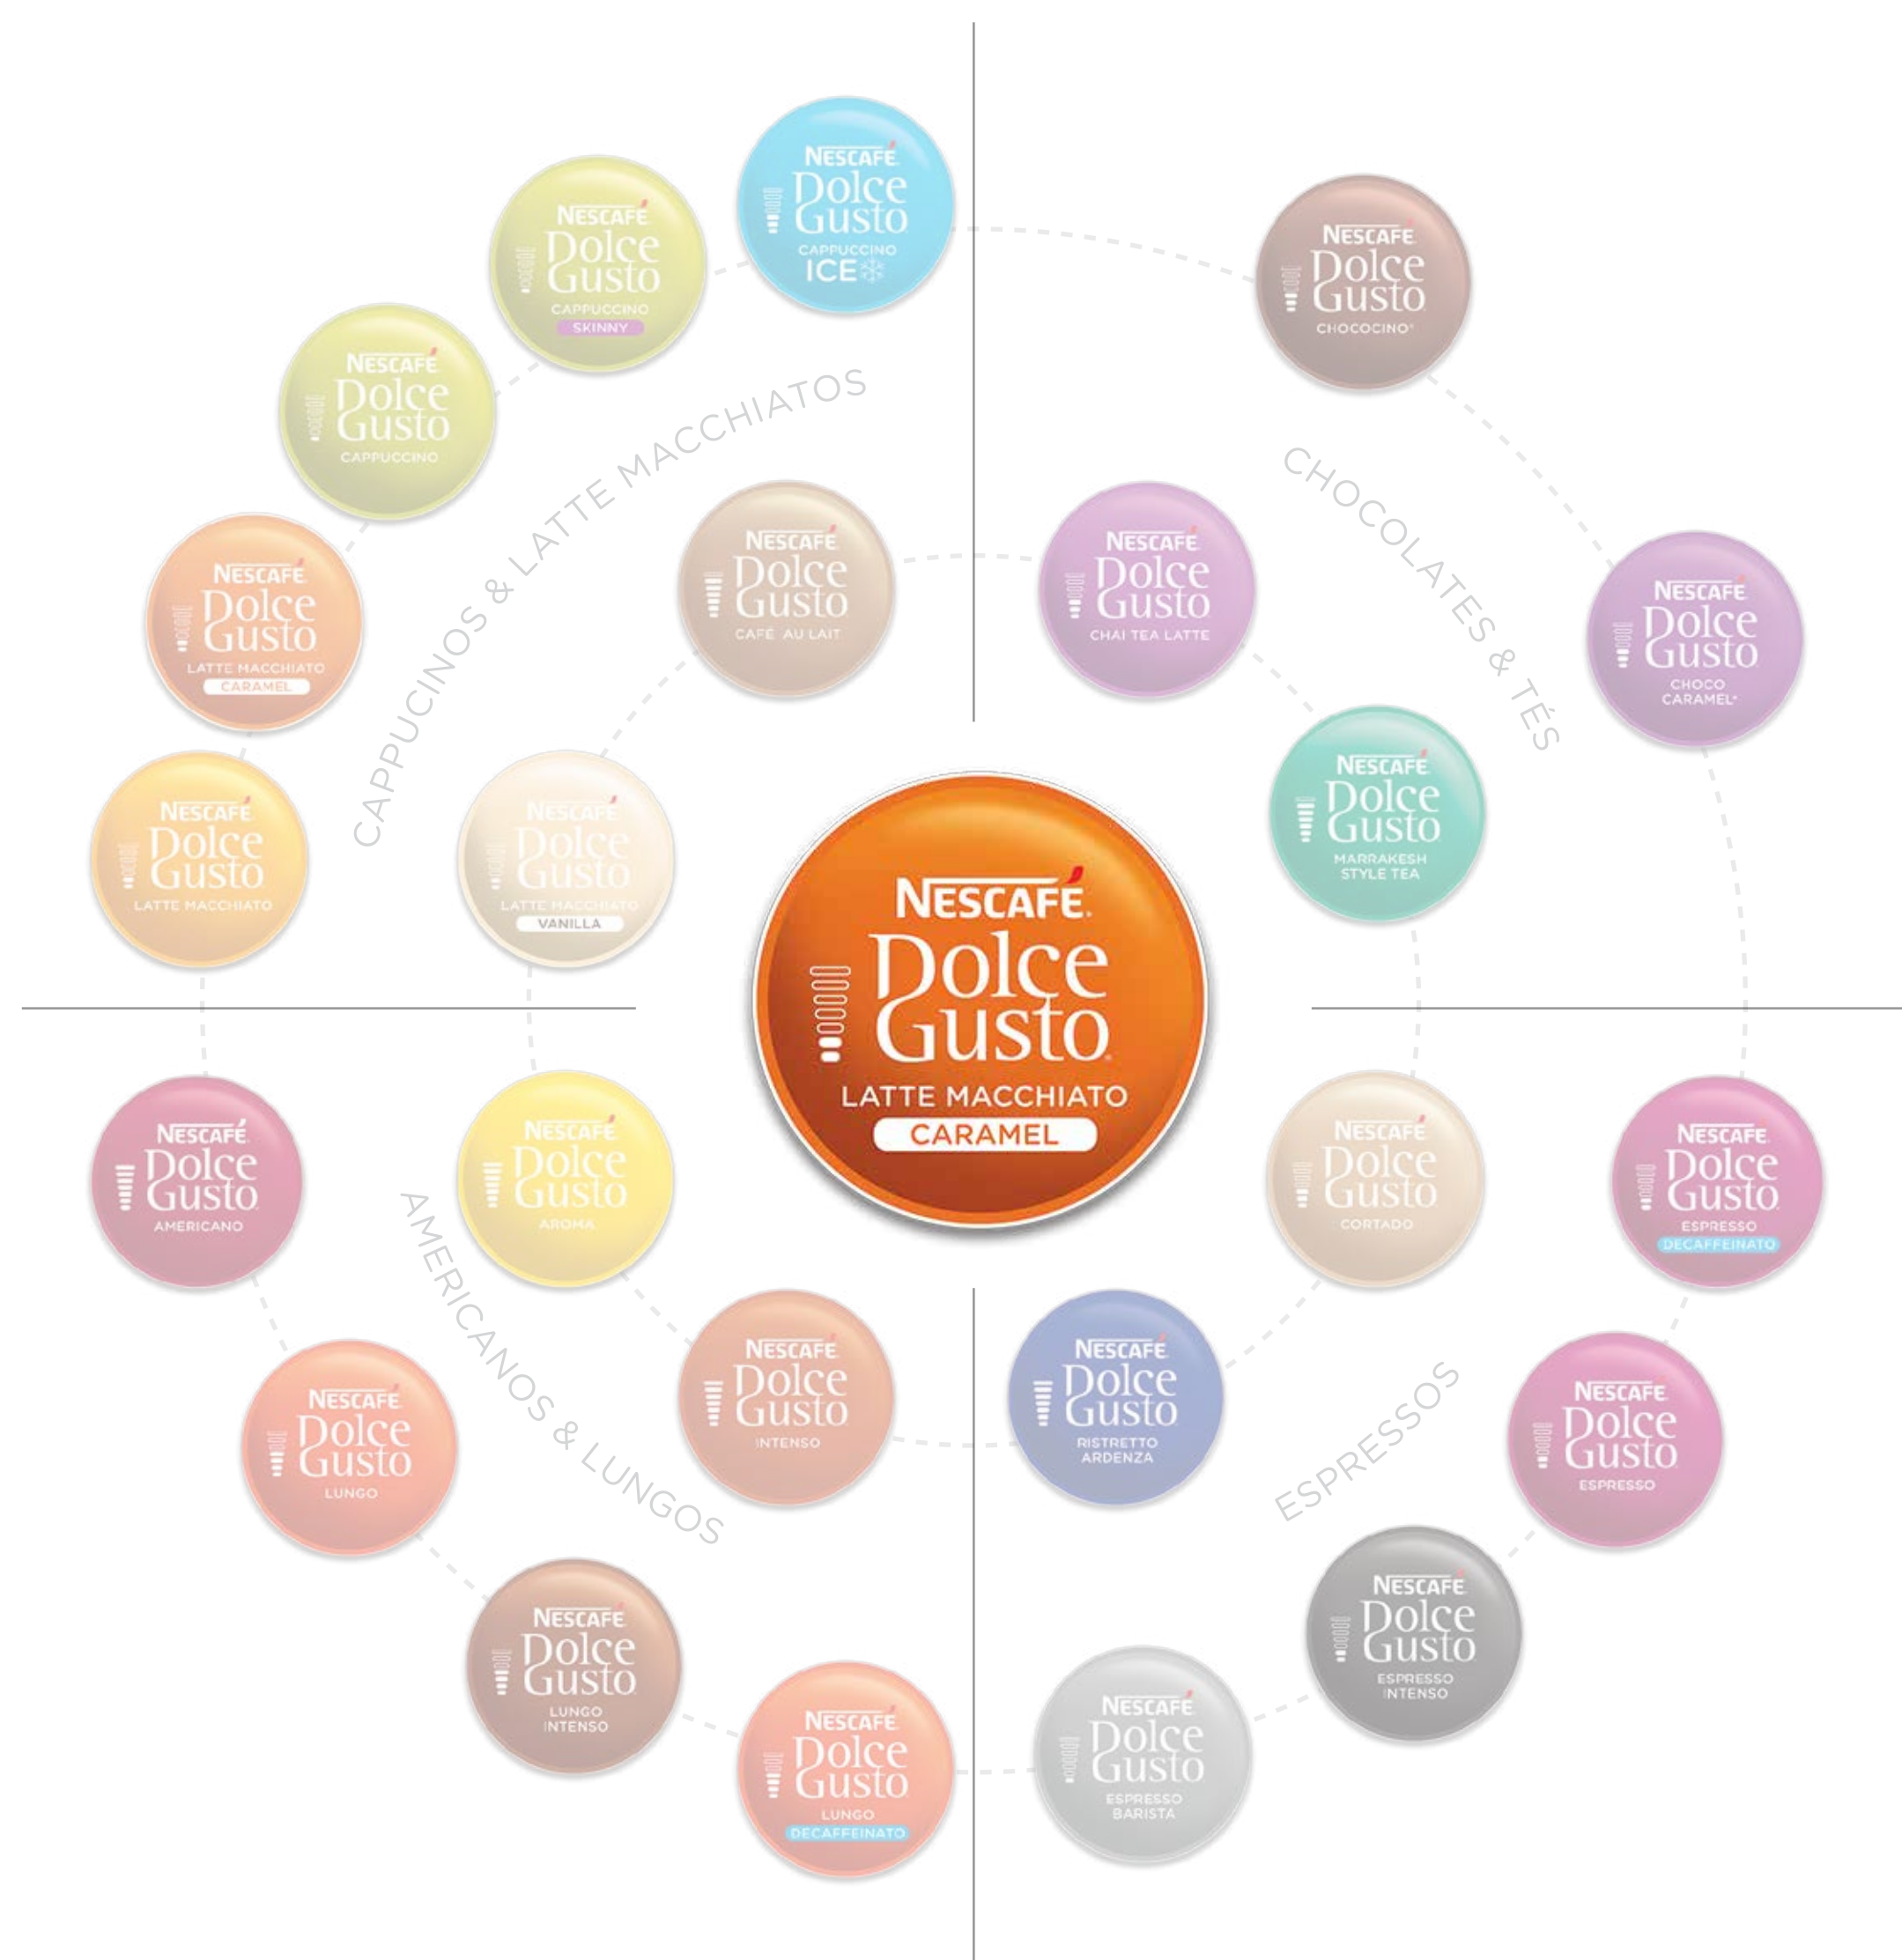 NESCAFÉ
Dolce
Gusto
CAPPUCCINO
ICE
NESCAFÉ
Dolce
Gusto
CAPPUCCINO
SKINNY
NESCAFÉ
Dolce
Gusto
CAPPUCCINO
NESCAFÉ
Dolce
Gusto
LATTE MACCHIATO
CARAMEL
NESCAFÉ
Dolce
Gusto
LATTE MACCHIATO
CAPPUCINOS & LATTE MACCHIATOS
NESCAFÉ
Dolce
Gusto
CAFÉ AU LAIT
NESCAFÉ
Dolce
Gusto
LATTE MACCHIATO
VANILLA
NESCAFÉ
Dolce
Gusto
CHOCOCINO*
NESCAFÉ
Dolce
Gusto
CHOCO
CARAMEL*
CHOCOLATES & TÉS
NESCAFÉ
Dolce
Gusto
CHAI TEA LATTE
NESCAFÉ
Dolce
Gusto
MARRAKESH
STYLE TEA
NESCAFÉ.
Dolce
Gusto
LATTE MACCHIATO
CARAMEL
NESCAFÉ
Dolce
Gusto
AMERICANO
NESCAFÉ
Dolce
Gusto
AROMA
NESCAFÉ
Dolce
Gusto
INTENSO
AMERICANOS & LUNGOS
NESCAFÉ
Dolce
Gusto
LUNGO
NESCAFÉ
Dolce
Gusto
LUNGO
INTENSO
NESCAFÉ
Dolce
Gusto
LUNGO
DECAFFEINATO
NESCAFÉ
Dolce
Gusto
CORTADO
NESCAFÉ
Dolce
Gusto
ESPRESSO
DECAFFEINATO
NESCAFÉ
Dolce
Gusto
RISTRETTO
ARDENZA
ESPRESSOS
NESCAFÉ
Dolce
Gusto
ESPRESSO
NESCAFÉ
Dolce
Gusto
ESPRESSO
INTENSO
NESCAFÉ
Dolce
Gusto
ESPRESSO
BARISTA